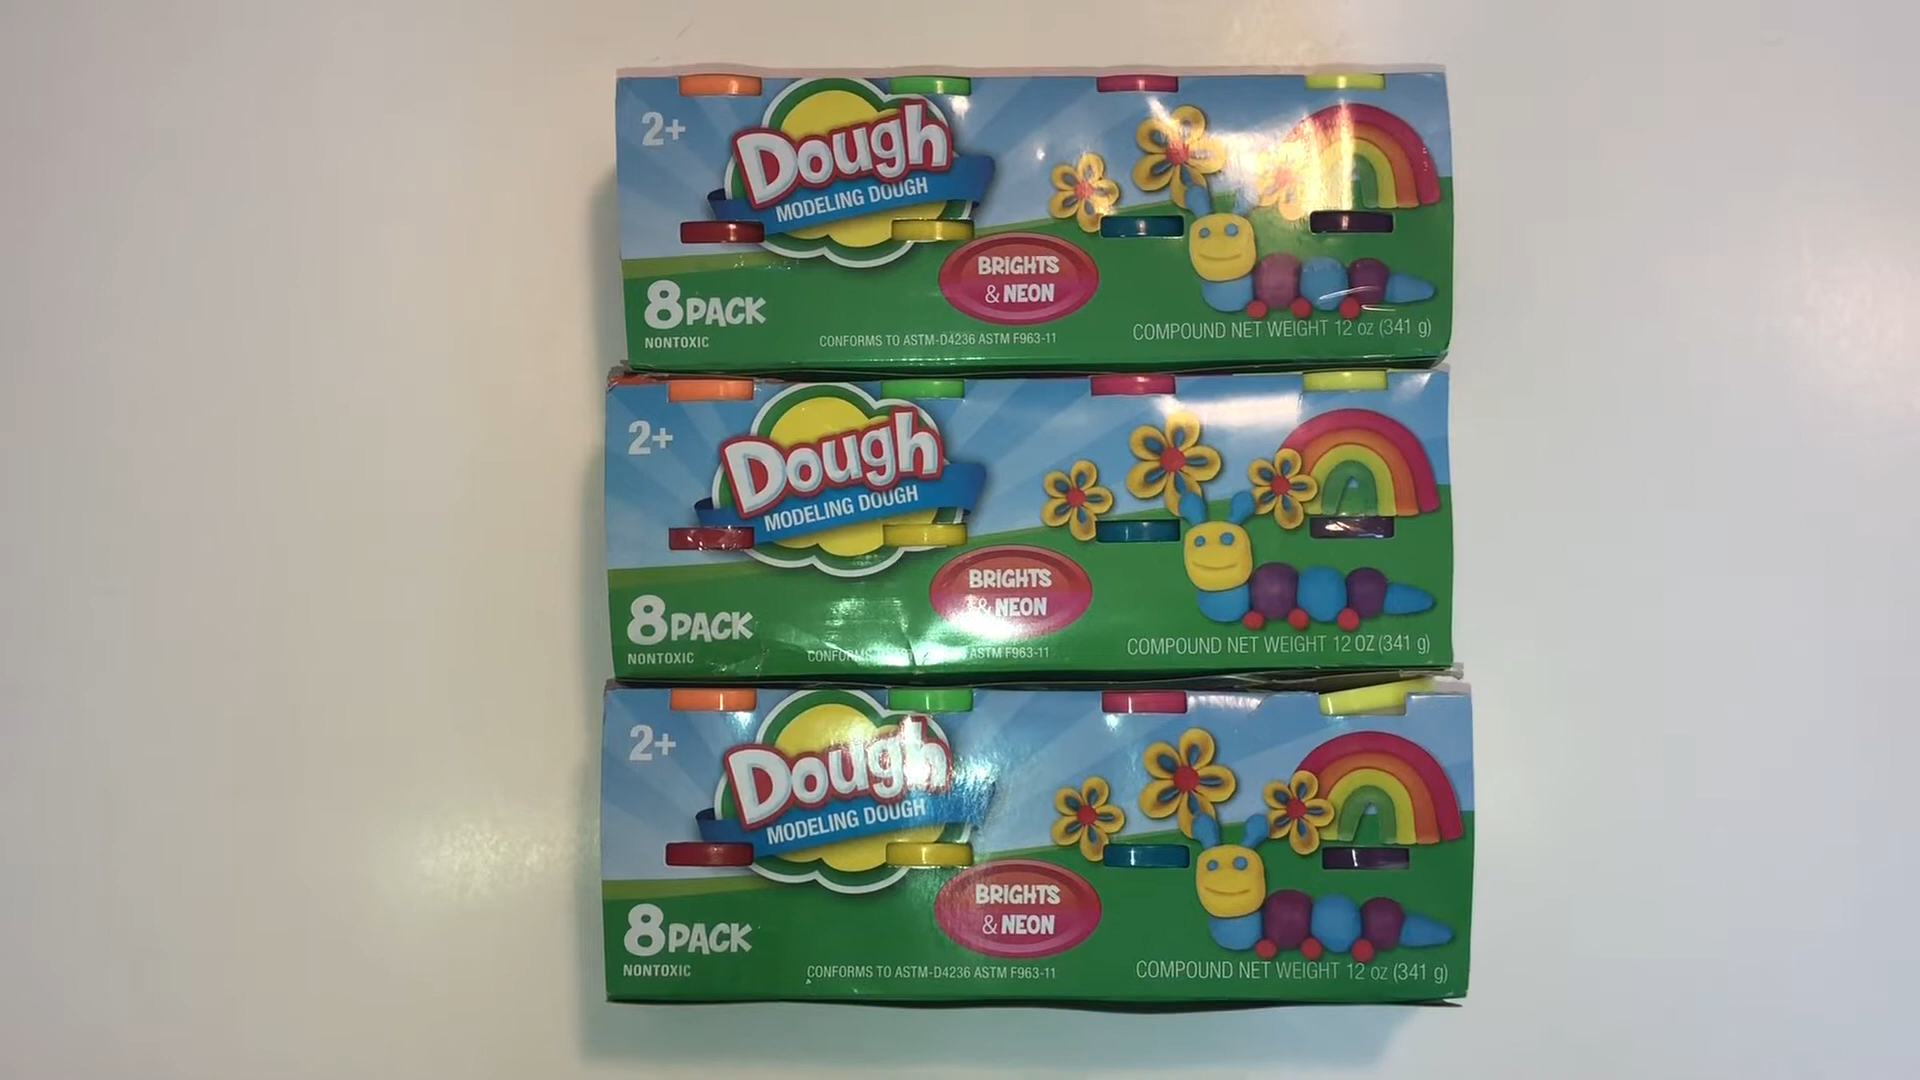 2+
Dough
MODELING DOUGH
BRIGHTS
& NEON
8 PACK
NONTOXIC
CONFORMS TO ASTM-D4236 ASTM F963-11
COMPOUND NET WEIGHT 12 oz (341 g)
2+
Dough
MODELING DOUGH
BRIGHTS
& NEON
8 PACK
NONTOXIC
CONFORMS ASTM F963-11
COMPOUND NET WEIGHT 12 OZ (341 g)
2+
Dough
MODELING DOUGH
BRIGHTS
& NEON
8 PACK
NONTOXIC
CONFORMS TO ASTM-D4236 ASTM F963-11
COMPOUND NET WEIGHT 12 oz (341 g)